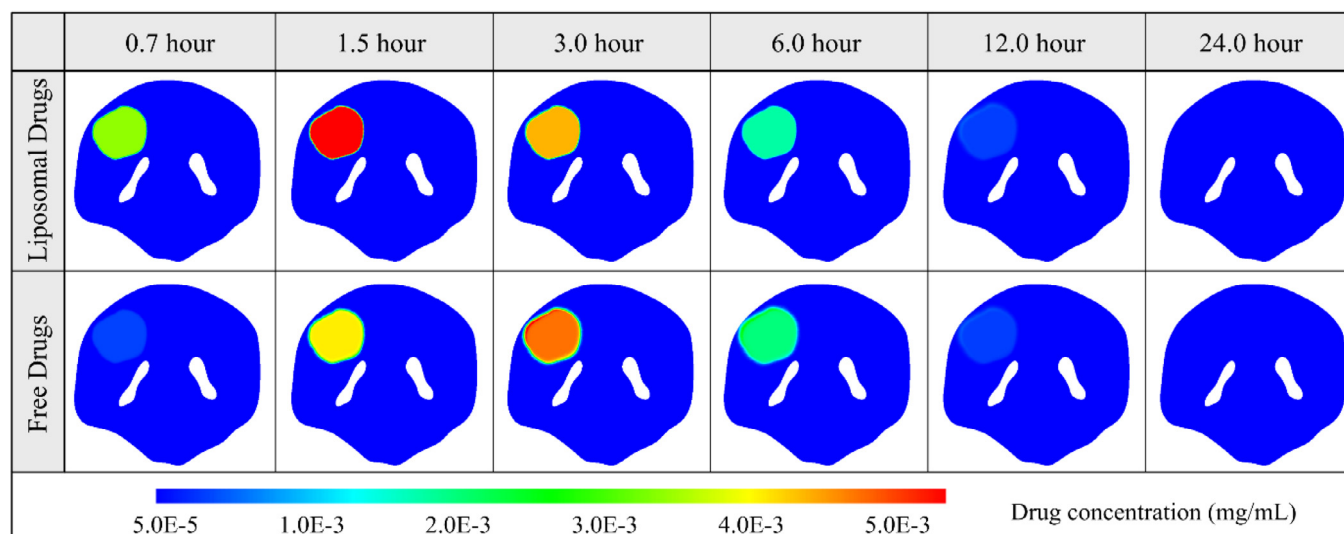 0.7 hour 1.5 hour 3.0 hour 6.0 hour 12.0 hour 24.0 hour
Liposomal Drugs
Free Drugs
5.0E-5 1.0E-3 2.0E-3 3.0E-3 4.0E-3 5.0E-3 Drug concentration (mg/mL)